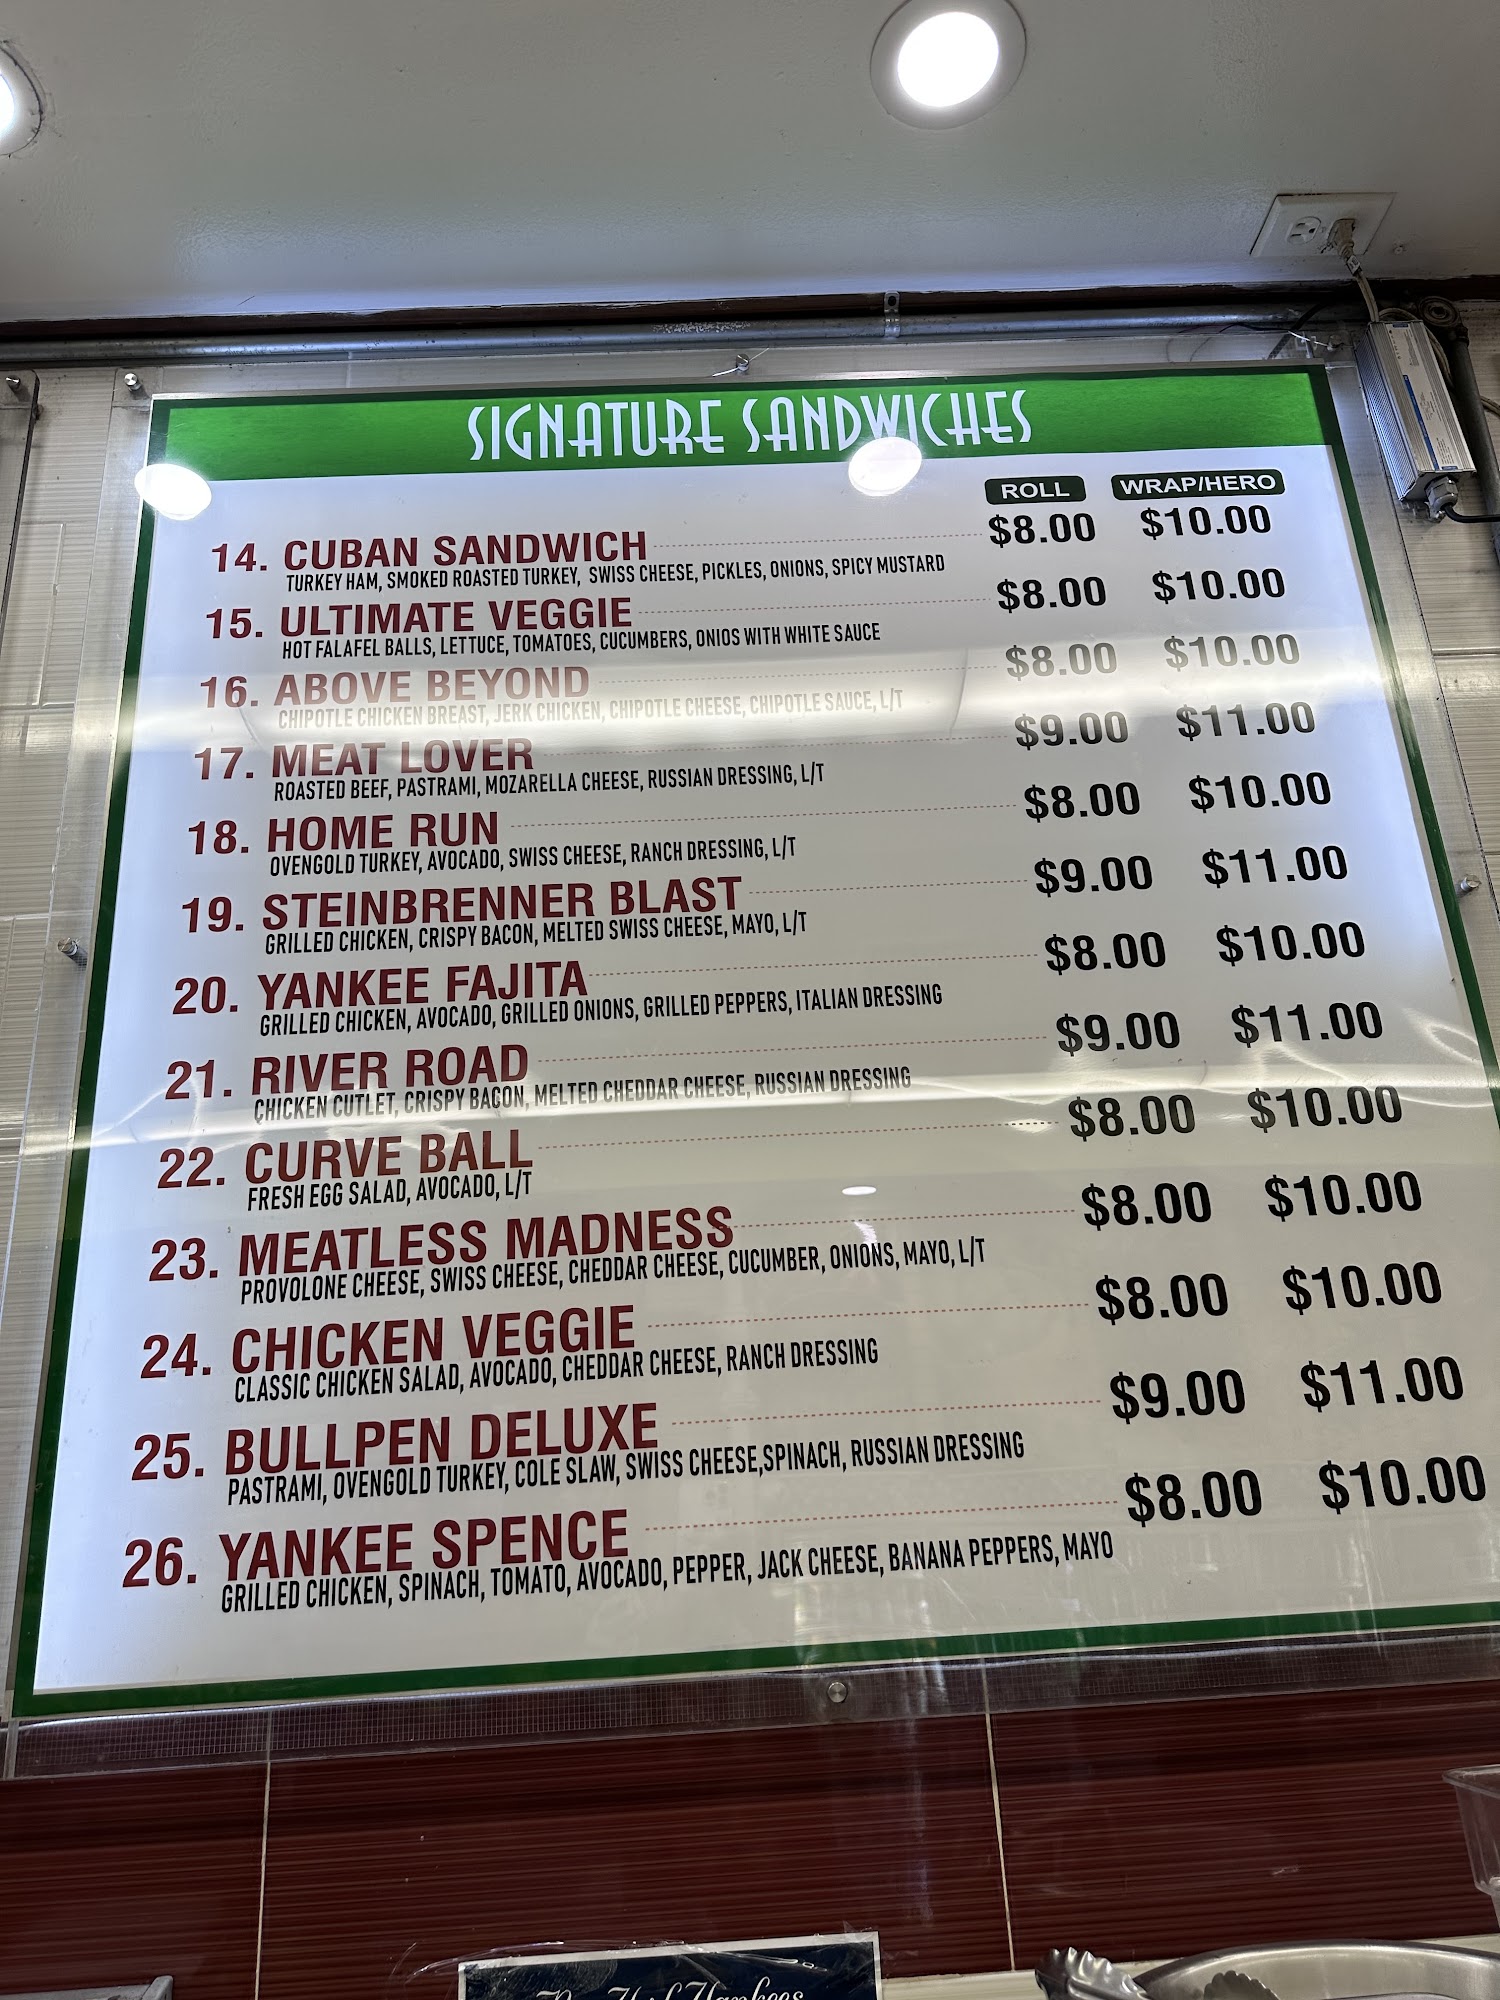 SIGNATURE SANDWICHES
ROLL WRAP/HERO
14. CUBAN SANDWICH $8.00 $10.00
TURKEY HAM, SMOKED ROASTED TURKEY, SWISS CHEESE, PICKLES, ONIONS, SPICY MUSTARD
15. ULTIMATE VEGGIE $8.00 $10.00
HOT FALAFEL BALLS, LETTUCE, TOMATOES, CUCUMBERS, ONIOS WITH WHITE SAUCE
16. ABOVE BEYOND $8.00 $10.00
CHIPOTLE CHICKEN BREAST, JERK CHICKEN, CHIPOTLE CHEESE, CHIPOTLE SAUCE, L/T
17. MEAT LOVER $9.00 $11.00
ROASTED BEEF, PASTRAMI, MOZARELLA CHEESE, RUSSIAN DRESSING, L/T
18. HOME RUN $8.00 $10.00
OVENGOLD TURKEY, AVOCADO, SWISS CHEESE, RANCH DRESSING, L/T
19. STEINBRENNER BLAST $9.00 $11.00
GRILLED CHICKEN, CRISPY BACON, MELTED SWISS CHEESE, MAYO, L/T
20. YANKEE FAJITA $8.00 $10.00
GRILLED CHICKEN, AVOCADO, GRILLED ONIONS, GRILLED PEPPERS, ITALIAN DRESSING
21. RIVER ROAD $9.00 $11.00
CHICKEN CUTLET, CRISPY BACON, MELTED CHEDDAR CHEESE, RUSSIAN DRESSING
22. CURVE BALL $8.00 $10.00
FRESH EGG SALAD, AVOCADO, L/T
23. MEATLESS MADNESS $8.00 $10.00
PROVOLONE CHEESE, SWISS CHEESE, CHEDDAR CHEESE, CUCUMBER, ONIONS, MAYO, L/T
24. CHICKEN VEGGIE $8.00 $10.00
CLASSIC CHICKEN SALAD, AVOCADO, CHEDDAR CHEESE, RANCH DRESSING
25. BULLPEN DELUXE $9.00 $11.00
PASTRAMI, OVENGOLD TURKEY, COLE SLAW, SWISS CHEESE,SPINACH, RUSSIAN DRESSING
26. YANKEE SPENCE $8.00 $10.00
GRILLED CHICKEN, SPINACH, TOMATO, AVOCADO, PEPPER, JACK CHEESE, BANANA PEPPERS, MAYO
Yankees